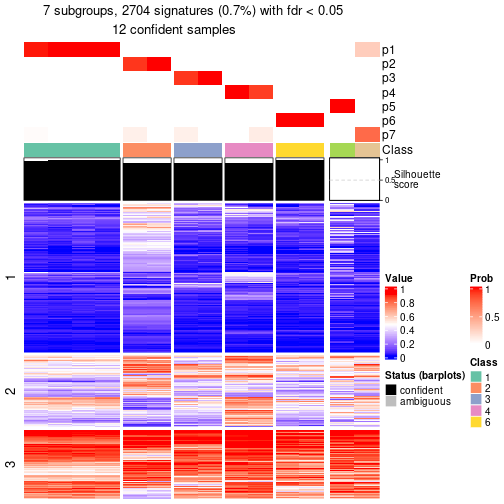 7 subgroups, 2704 signatures (0.7%) with fdr < 0.05
12 confident samples
p1
p2
p3
p4
p5
p6
p7
Class
1
0.5
0
Silhouette
score
1
2
3
Value
1
0.8
0.6
0.4
0.2
0
Prob
1
0.5
0
Status (barplots)
confident
ambiguous
Class
1
2
3
4
6